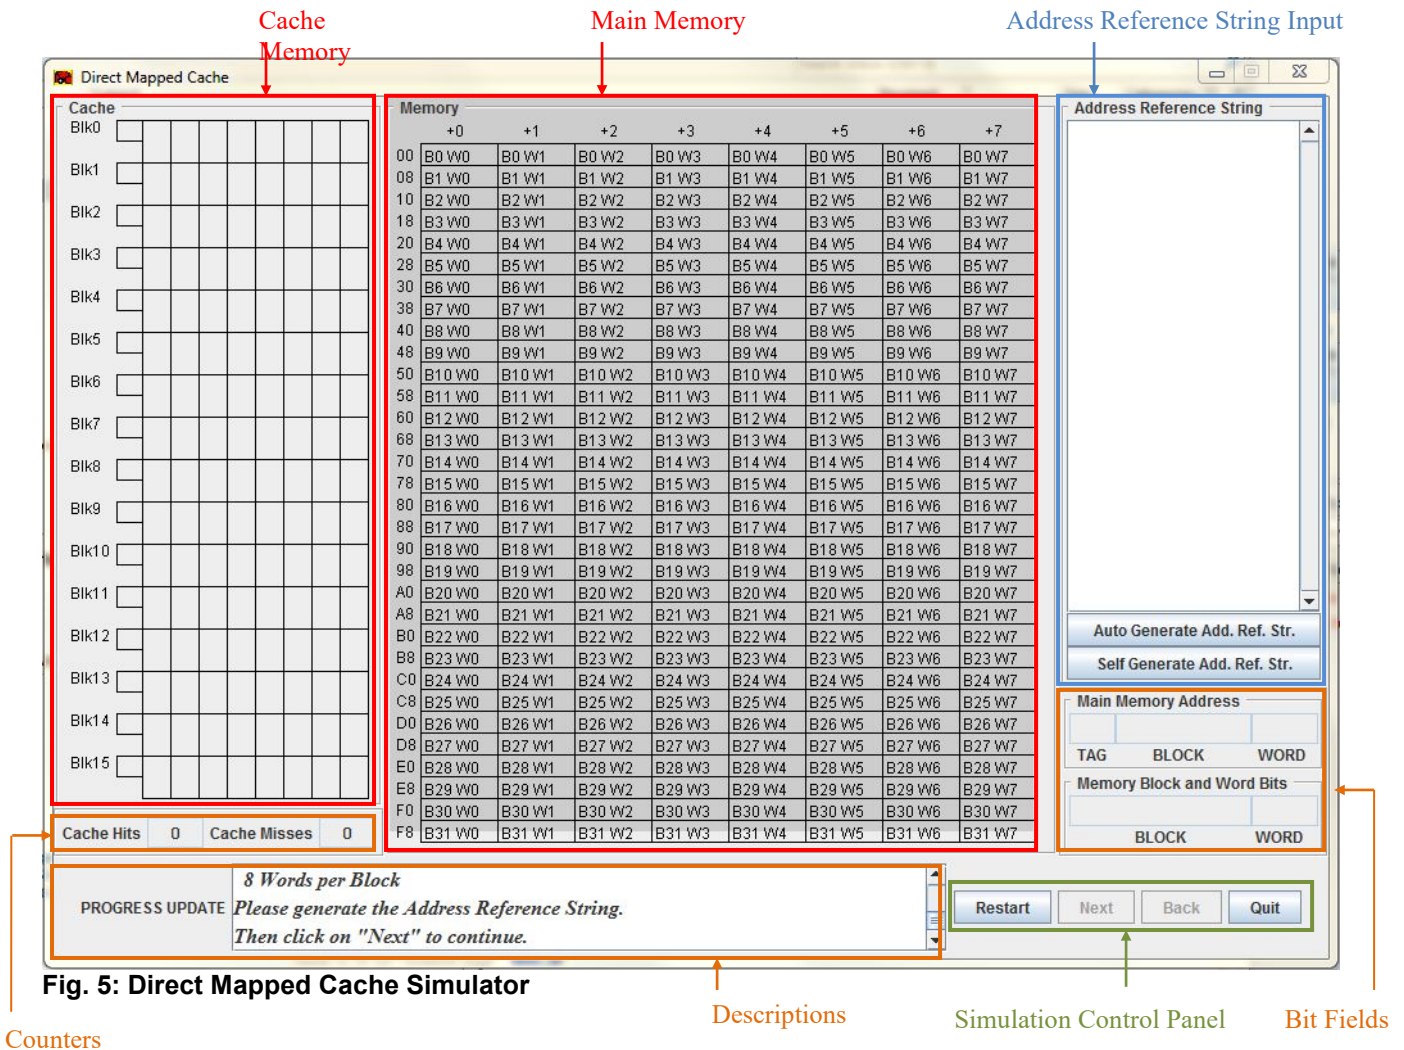 Cache
Memory
Main Memory
Address Reference String Input
Direct Mapped Cache
Cache
Blk0
Blk1
Blk2
Blk3
Blk4
Blk5
Blk6
Blk7
Blk8
Blk9
Blk10
Blk11
Blk12
Blk13
Blk14
Blk15
Memory
+0 +1 +2 +3 +4 +5 +6 +7
00 B0 W0 B0 W1 B0 W2 B0 W3 B0 W4 B0 W5 B0 W6 B0 W7
08 B1 W0 B1 W1 B1 W2 B1 W3 B1 W4 B1 W5 B1 W6 B1 W7
10 B2 W0 B2 W1 B2 W2 B2 W3 B2 W4 B2 W5 B2 W6 B2 W7
18 B3 W0 B3 W1 B3 W2 B3 W3 B3 W4 B3 W5 B3 W6 B3 W7
20 B4 W0 B4 W1 B4 W2 B4 W3 B4 W4 B4 W5 B4 W6 B4 W7
28 B5 W0 B5 W1 B5 W2 B5 W3 B5 W4 B5 W5 B5 W6 B5 W7
30 B6 W0 B6 W1 B6 W2 B6 W3 B6 W4 B6 W5 B6 W6 B6 W7
38 B7 W0 B7 W1 B7 W2 B7 W3 B7 W4 B7 W5 B7 W6 B7 W7
40 B8 W0 B8 W1 B8 W2 B8 W3 B8 W4 B8 W5 B8 W6 B8 W7
48 B9 W0 B9 W1 B9 W2 B9 W3 B9 W4 B9 W5 B9 W6 B9 W7
50 B10 W0 B10 W1 B10 W2 B10 W3 B10 W4 B10 W5 B10 W6 B10 W7
58 B11 W0 B11 W1 B11 W2 B11 W3 B11 W4 B11 W5 B11 W6 B11 W7
60 B12 W0 B12 W1 B12 W2 B12 W3 B12 W4 B12 W5 B12 W6 B12 W7
68 B13 W0 B13 W1 B13 W2 B13 W3 B13 W4 B13 W5 B13 W6 B13 W7
70 B14 W0 B14 W1 B14 W2 B14 W3 B14 W4 B14 W5 B14 W6 B14 W7
78 B15 W0 B15 W1 B15 W2 B15 W3 B15 W4 B15 W5 B15 W6 B15 W7
80 B16 W0 B16 W1 B16 W2 B16 W3 B16 W4 B16 W5 B16 W6 B16 W7
88 B17 W0 B17 W1 B17 W2 B17 W3 B17 W4 B17 W5 B17 W6 B17 W7
90 B18 W0 B18 W1 B18 W2 B18 W3 B18 W4 B18 W5 B18 W6 B18 W7
98 B19 W0 B19 W1 B19 W2 B19 W3 B19 W4 B19 W5 B19 W6 B19 W7
A0 B20 W0 B20 W1 B20 W2 B20 W3 B20 W4 B20 W5 B20 W6 B20 W7
A8 B21 W0 B21 W1 B21 W2 B21 W3 B21 W4 B21 W5 B21 W6 B21 W7
B0 B22 W0 B22 W1 B22 W2 B22 W3 B22 W4 B22 W5 B22 W6 B22 W7
B8 B23 W0 B23 W1 B23 W2 B23 W3 B23 W4 B23 W5 B23 W6 B23 W7
C0 B24 W0 B24 W1 B24 W2 B24 W3 B24 W4 B24 W5 B24 W6 B24 W7
C8 B25 W0 B25 W1 B25 W2 B25 W3 B25 W4 B25 W5 B25 W6 B25 W7
D0 B26 W0 B26 W1 B26 W2 B26 W3 B26 W4 B26 W5 B26 W6 B26 W7
D8 B27 W0 B27 W1 B27 W2 B27 W3 B27 W4 B27 W5 B27 W6 B27 W7
E0 B28 W0 B28 W1 B28 W2 B28 W3 B28 W4 B28 W5 B28 W6 B28 W7
E8 B29 W0 B29 W1 B29 W2 B29 W3 B29 W4 B29 W5 B29 W6 B29 W7
F0 B30 W0 B30 W1 B30 W2 B30 W3 B30 W4 B30 W5 B30 W6 B30 W7
F8 B31 W0 B31 W1 B31 W2 B31 W3 B31 W4 B31 W5 B31 W6 B31 W7
Address Reference String
Auto Generate Add. Ref. Str.
Self Generate Add. Ref. Str.
Main Memory Address
TAG BLOCK WORD
Memory Block and Word Bits
BLOCK WORD
Cache Hits 0 Cache Misses 0
PROGRESS UPDATE
8 Words per Block
Please generate the Address Reference String.
Then click on "Next" to continue.
Restart Next Back Quit
Fig. 5: Direct Mapped Cache Simulator
Counters
Descriptions
Simulation Control Panel
Bit Fields